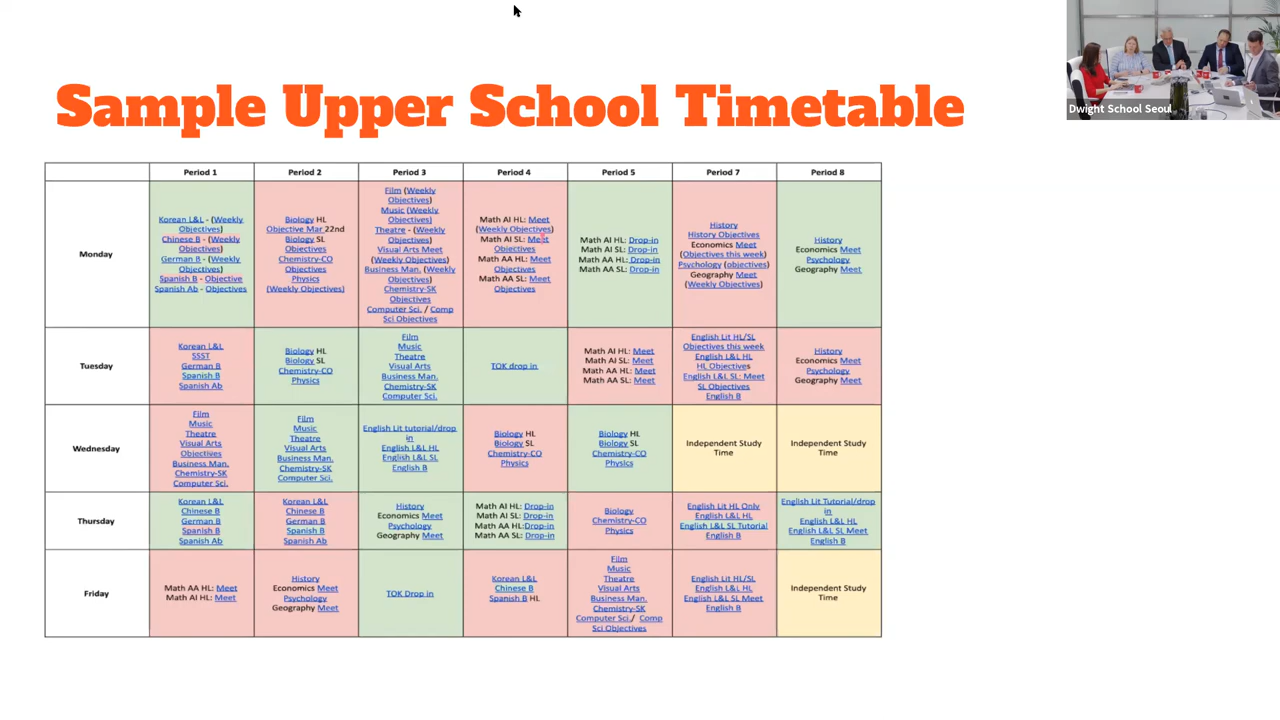 Dwight School Seoul
Sample Upper School Timetable
Period 1
Period 2
Period 3
Period 4
Period 5
Period 7
Period 8
Monday
Korean L&L - (Weekly
Objectives)
Chinese B - (Weekly
Objectives)
German B - (Weekly
Objectives)
Spanish B - Objective
Spanish Ab - Objectives
Biology HL
Objective Mar 22nd
Biology SL
Objectives
Chemistry-CO
Objectives
Physics
(Weekly Objectives)
Film (Weekly
Objectives)
Music (Weekly
Objectives)
Theatre - (Weekly
Objectives)
Visual Arts Meet
(Weekly Objectives)
Business Man. (Weekly
Objectives)
Chemistry-SK
Objectives
Computer Sci. / Comp
Sci Objectives
Math AI HL: Meet
(Weekly Objectives)
Math AI SL: Meet
Objectives
Math AA HL: Meet
Objectives
Math AA SL: Meet
Objectives
Math AI HL: Drop-in
Math AI SL: Drop-in
Math AA HL: Drop-in
Math AA SL: Drop-in
History
History Objectives
Economics Meet
(Objectives this week)
Psychology (objectives)
Geography Meet
(Weekly Objectives)
History
Economics Meet
Psychology
Geography Meet
Tuesday
Korean L&L
SSST
German B
Spanish B
Spanish Ab
Biology HL
Biology SL
Chemistry-CO
Physics
Film
Music
Theatre
Visual Arts
Business Man.
Chemistry-SK
Computer Sci.
TOK drop in
Math AI HL: Meet
Math AI SL: Meet
Math AA HL: Meet
Math AA SL: Meet
English Lit HL/SL
Objectives this week
English L&L HL
HL Objectives
English L&L SL: Meet
SL Objectives
English B
History
Economics Meet
Psychology
Geography Meet
Wednesday
Film
Music
Theatre
Visual Arts
Objectives
Business Man.
Chemistry-SK
Computer Sci.
Film
Music
Theatre
Visual Arts
Business Man.
Chemistry-SK
Computer Sci.
English Lit tutorial/drop
in
English L&L HL
English L&L SL
English B
Biology HL
Biology SL
Chemistry-CO
Physics
Biology HL
Biology SL
Chemistry-CO
Physics
Independent Study
Time
Independent Study
Time
Thursday
Korean L&L
Chinese B
German B
Spanish B
Spanish Ab
Korean L&L
Chinese B
German B
Spanish B
Spanish Ab
History
Economics Meet
Psychology
Geography Meet
Math AI HL: Drop-in
Math AI SL: Drop-in
Math AA HL:Drop-in
Math AA SL: Drop-in
Biology
Chemistry-CO
Physics
English Lit HL Only
English L&L HL
English L&L SL Tutorial
English B
English Lit Tutorial/drop
in
English L&L HL
English L&L SL Meet
English B
Friday
Math AA HL: Meet
Math AI HL: Meet
History
Economics Meet
Psychology
Geography Meet
TOK Drop in
Korean L&L
Chinese B
Spanish B HL
Film
Music
Theatre
Visual Arts
Business Man.
Chemistry-SK
Computer Sci./ Comp
Sci Objectives
English Lit HL/SL
English L&L HL
English L&L SL Meet
English B
Independent Study
Time